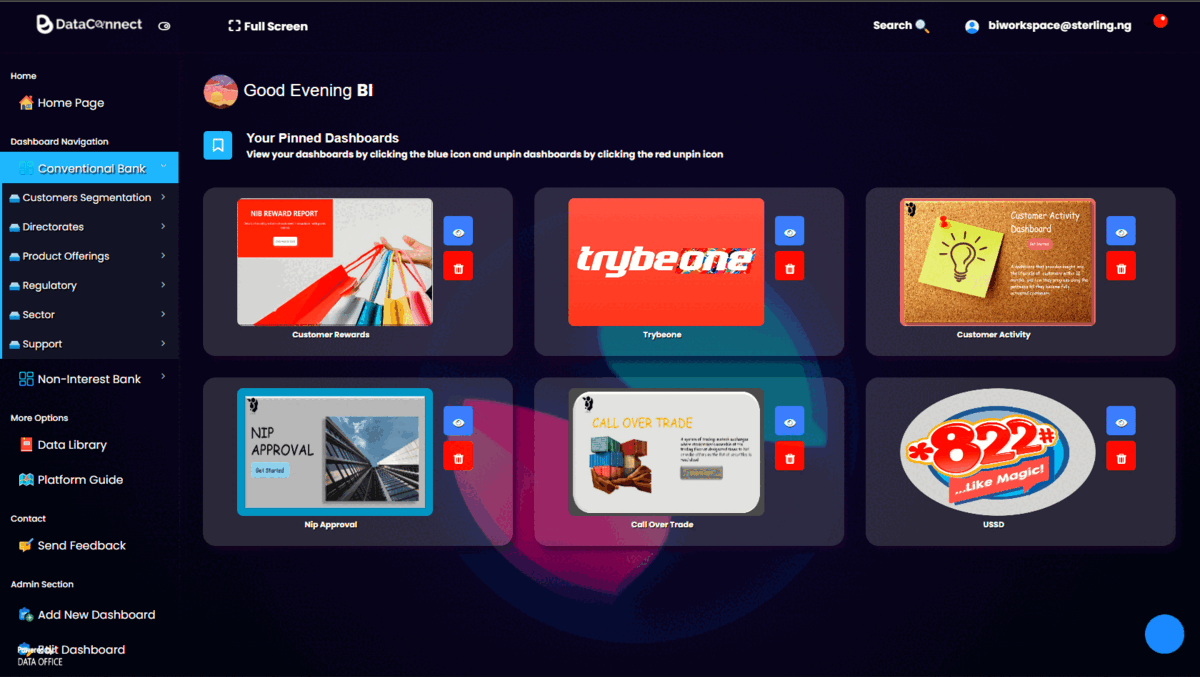 DataConnect
Full Screen
Search
biworkspace@sterling.ng
Home
Home Page
Dashboard Navigation
Conventional Bank
Customers Segmentation
Directorates
Product Offerings
Regulatory
Sector
Support
Non-Interest Bank
More Options
Data Library
Platform Guide
Contact
Send Feedback
Admin Section
Add New Dashboard
Edit Dashboard
Powered By
DATA OFFICE
Good Evening BI
Your Pinned Dashboards
View your dashboards by clicking the blue icon and unpin dashboards by clicking the red unpin icon
NIB REWARD REPORT
Customer Rewards
trybeone
Trybeone
Customer Activity
Dashboard
Get Started
Customer Activity
NIP
APPROVAL
Get Started
Nip Approval
CALL OVER TRADE
Call Over Trade
*822#
...Like Magic!
USSD